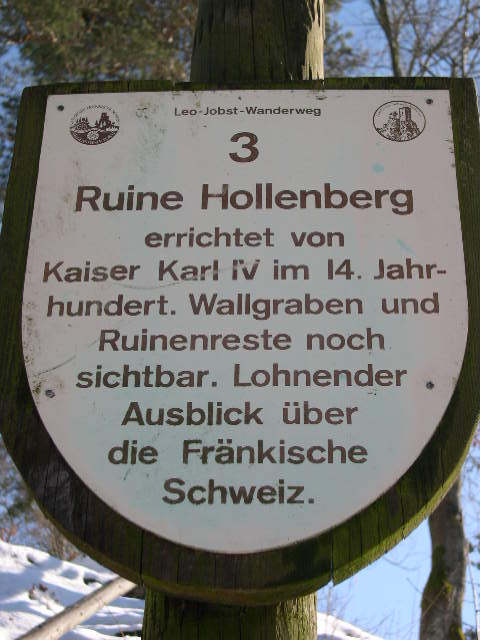 Leo-Jobst-Wanderweg
3
Ruine Hollenberg
errichtet von
Kaiser Karl IV im 14. Jahr-
hundert. Wallgraben und
Ruinenreste noch
sichtbar. Lohnender
Ausblick über
die Fränkische
Schweiz.